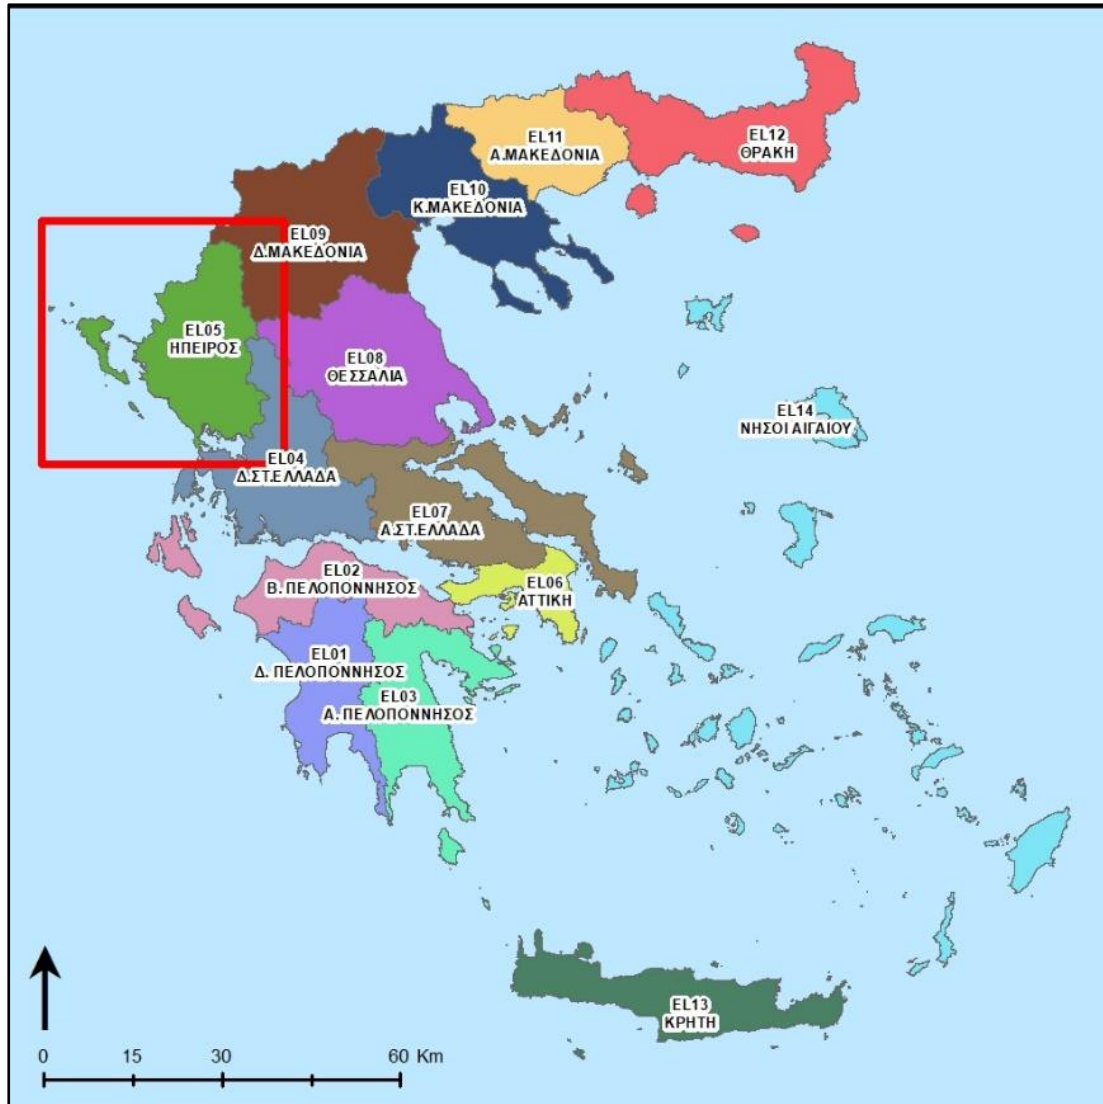 EL12
ΘΡΑΚΗ
EL11
Α.ΜΑΚΕΔΟΝΙΑ
EL10
Κ.ΜΑΚΕΔΟΝΙΑ
EL09
Δ.ΜΑΚΕΔΟΝΙΑ
EL05
ΗΠΕΙΡΟΣ
EL08
ΘΕΣΣΑΛΙΑ
EL14
ΝΗΣΟΙ ΑΙΓΑΙΟΥ
EL04
Δ.ΣΤ.ΕΛΛΑΔΑ
EL07
Α.ΣΤ.ΕΛΛΑΔΑ
EL02
Β. ΠΕΛΟΠΟΝΝΗΣΟΣ
EL06
ΑΤΤΙΚΗ
EL01
Δ. ΠΕΛΟΠΟΝΝΗΣΟΣ
EL03
Α. ΠΕΛΟΠΟΝΝΗΣΟΣ
EL13
ΚΡΗΤΗ
0 15 30 60 Km